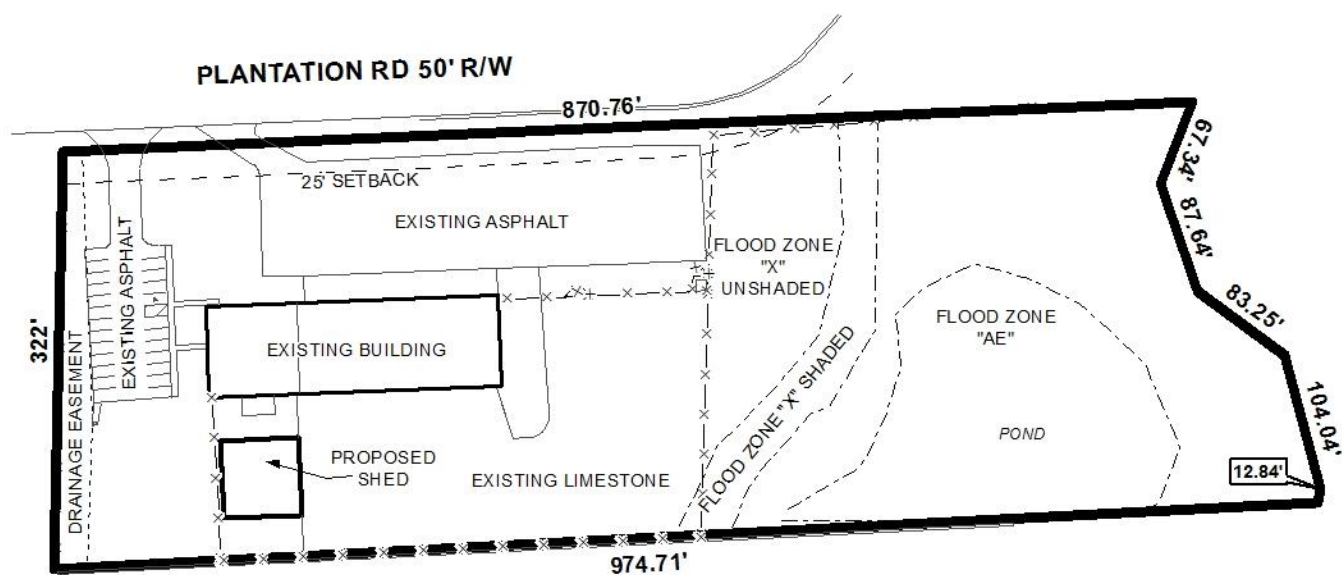 PLANTATION RD 50' R/W
870.76'
67.34'
25' SETBACK
EXISTING ASPHALT
87.64'
FLOOD ZONE
"X"
UNSHADED
EXISTING ASPHALT
83.25'
FLOOD ZONE
"AE"
322'
EXISTING BUILDING
DRAINAGE EASEMENT
FLOOD ZONE "X" SHADED
104.04'
POND
PROPOSED
SHED
EXISTING LIMESTONE
12.84'
974.71'